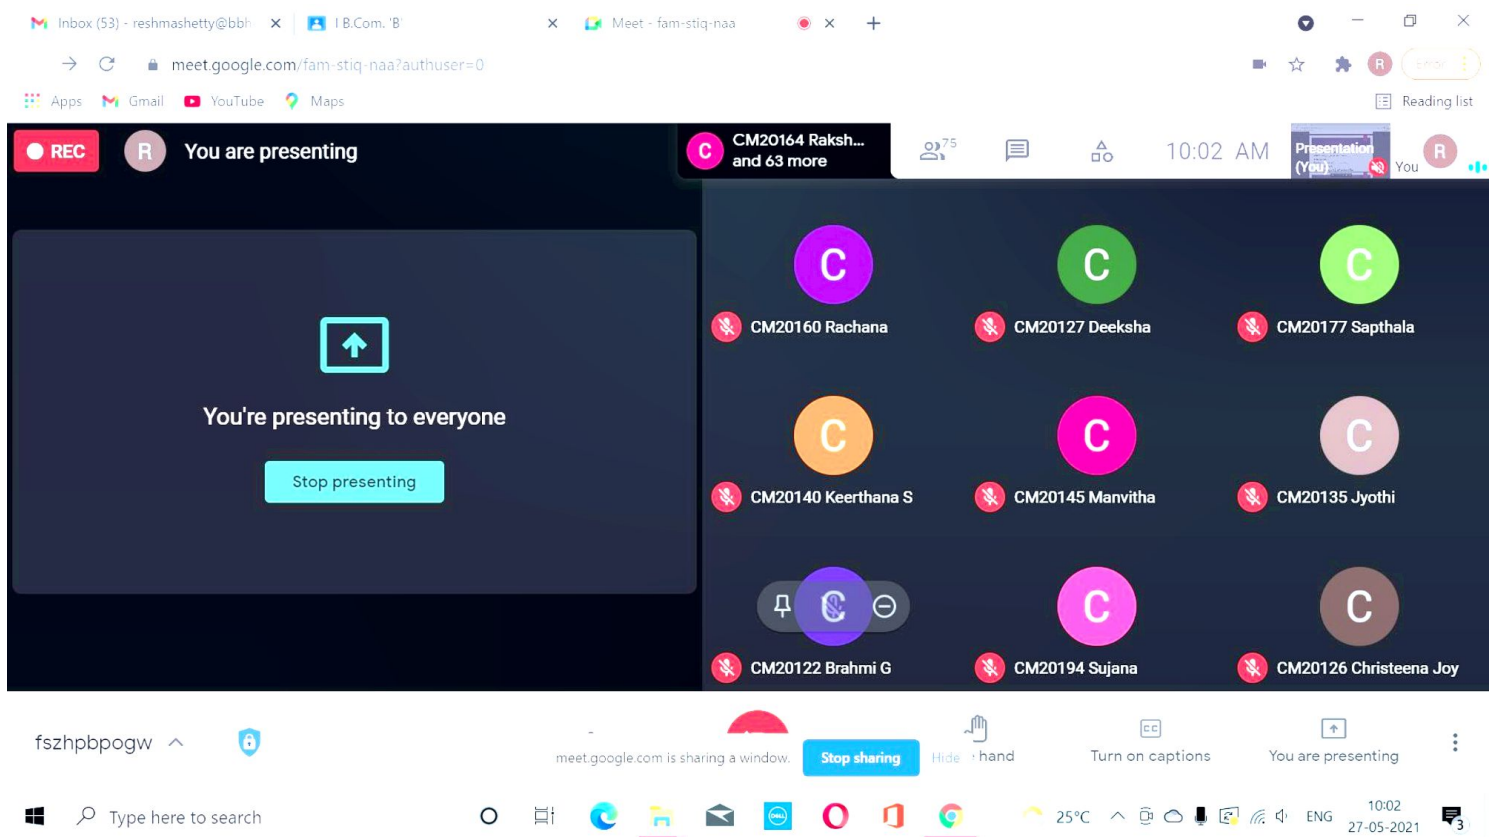 Inbox (53) - reshmashetty@bbh
I B.Com. 'B'
Meet - fam-stiq-naa
meet.google.com/fam-stiq-naa?authuser=0
R
Error
Apps
Gmail
YouTube
Maps
Reading list
REC
R
You are presenting
C
CM20164 Raksh...
and 63 more
75
10:02 AM
Presentation
(You)
You
R
C
C
C
CM20160 Rachana
CM20127 Deeksha
CM20177 Sapthala
You're presenting to everyone
Stop presenting
C
C
C
CM20140 Keerthana S
CM20145 Manvitha
CM20135 Jyothi
C
C
C
CM20122 Brahmi G
CM20194 Sujana
CM20126 Christeena Joy
fszhpbpogw
meet.google.com is sharing a window.
Stop sharing
Hide
hand
CC
Turn on captions
You are presenting
Type here to search
DELL
25°C
ENG
10:02
27-05-2021
3